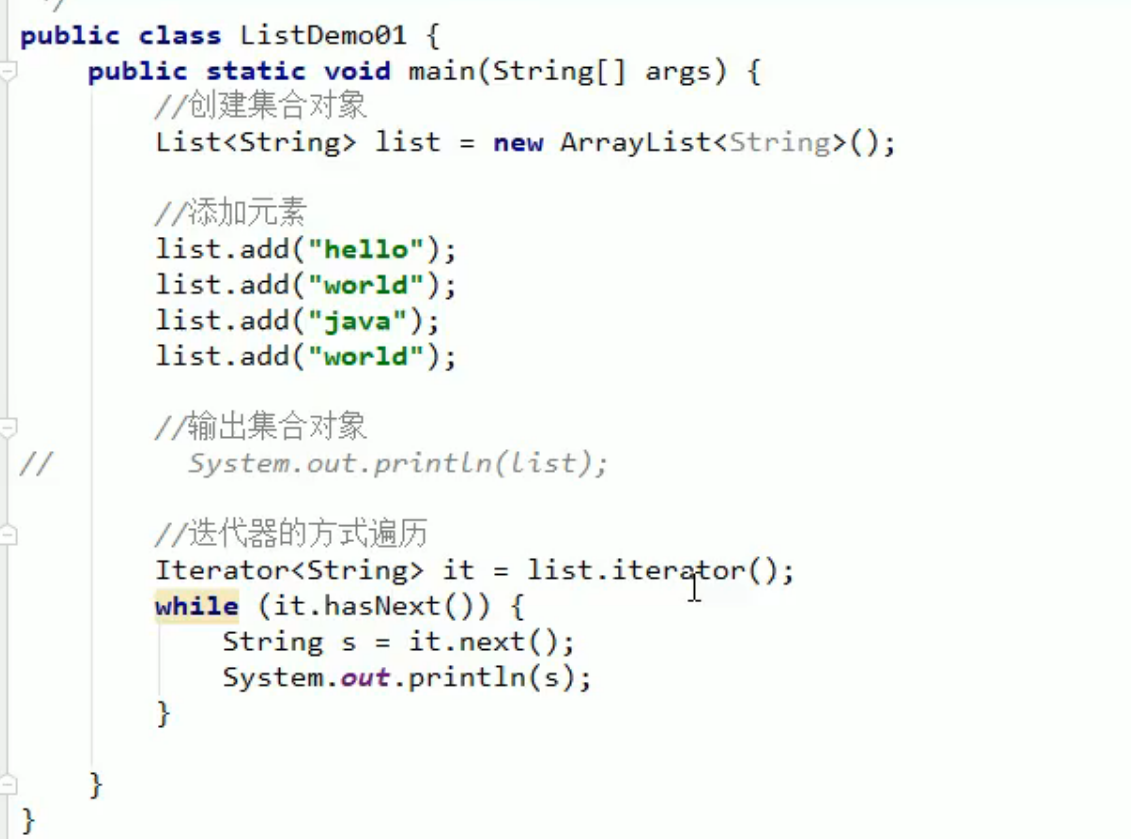 */
public class ListDemo01 {
public static void main(String[] args) {
//创建集合对象
List<String> list = new ArrayList<String>();
//添加元素
list.add("hello");
list.add("world");
list.add("java");
list.add("world");
//输出集合对象
// System.out.println(list);
//迭代器的方式遍历
Iterator<String> it = list.iterator();
while (it.hasNext()) {
String s = it.next();
System.out.println(s);
}
}
}